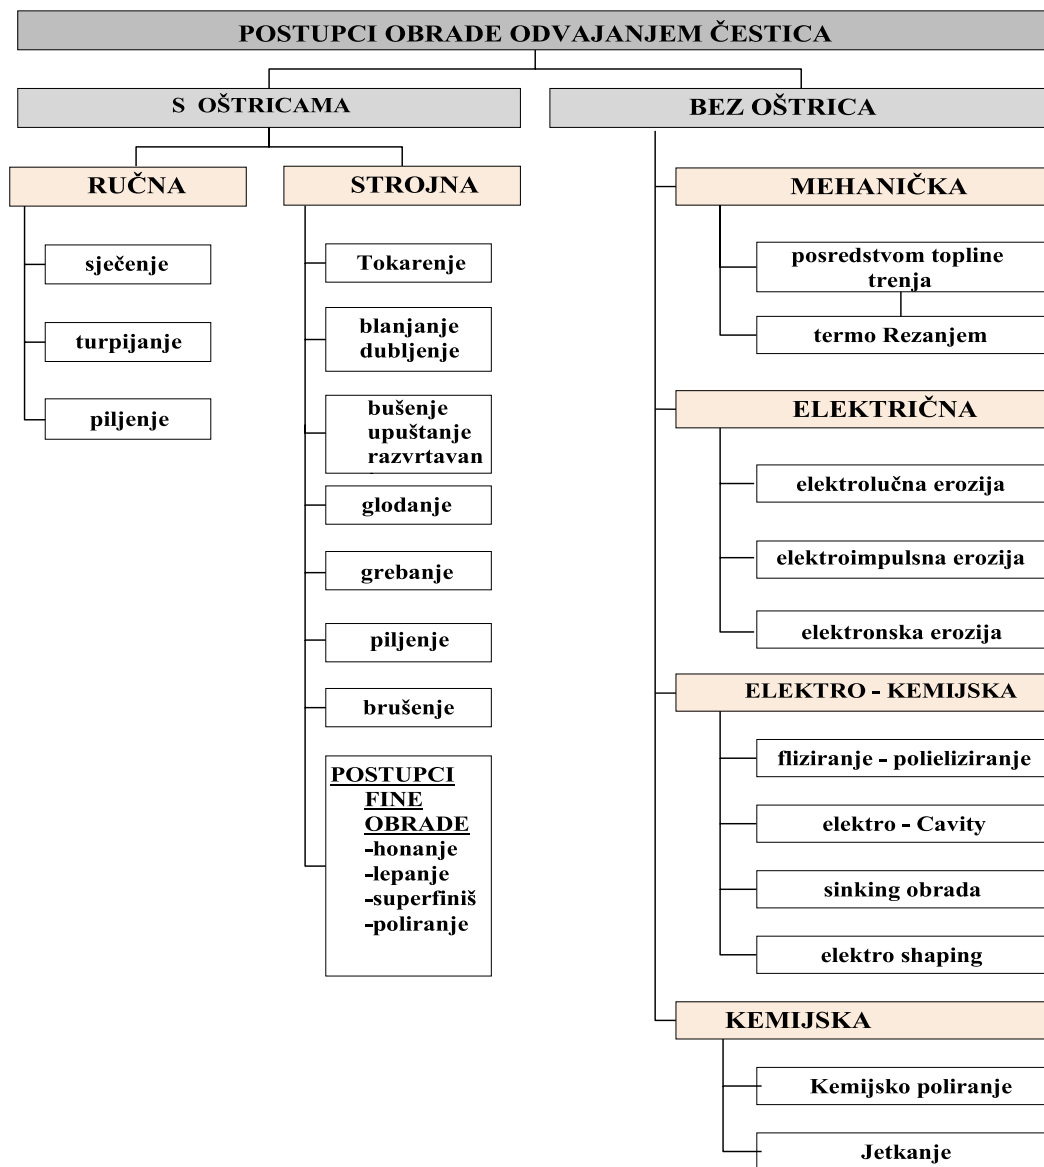 POSTUPCI OBRADE ODVAJANJEM ČESTICA
S OŠTRICAMA
BEZ OŠTRICA
RUČNA
sječenje
turpijanje
piljenje
STROJNA
Tokarenje
blanjanje
dubljenje
bušenje
upuštanje
razvrtavan
glodanje
grebanje
piljenje
brušenje
POSTUPCI
FINE
OBRADE
-honanje
-lepanje
-superfiniš
-poliranje
MEHANIČKA
posredstvom topline
trenja
termo Rezanjem
ELEKTRIČNA
elektrolučna erozija
elektroimpulsna erozija
elektronska erozija
ELEKTRO - KEMIJSKA
fliziranje - polieliziranje
elektro - Cavity
sinking obrada
elektro shaping
KEMIJSKA
Kemijsko poliranje
Jetkanje